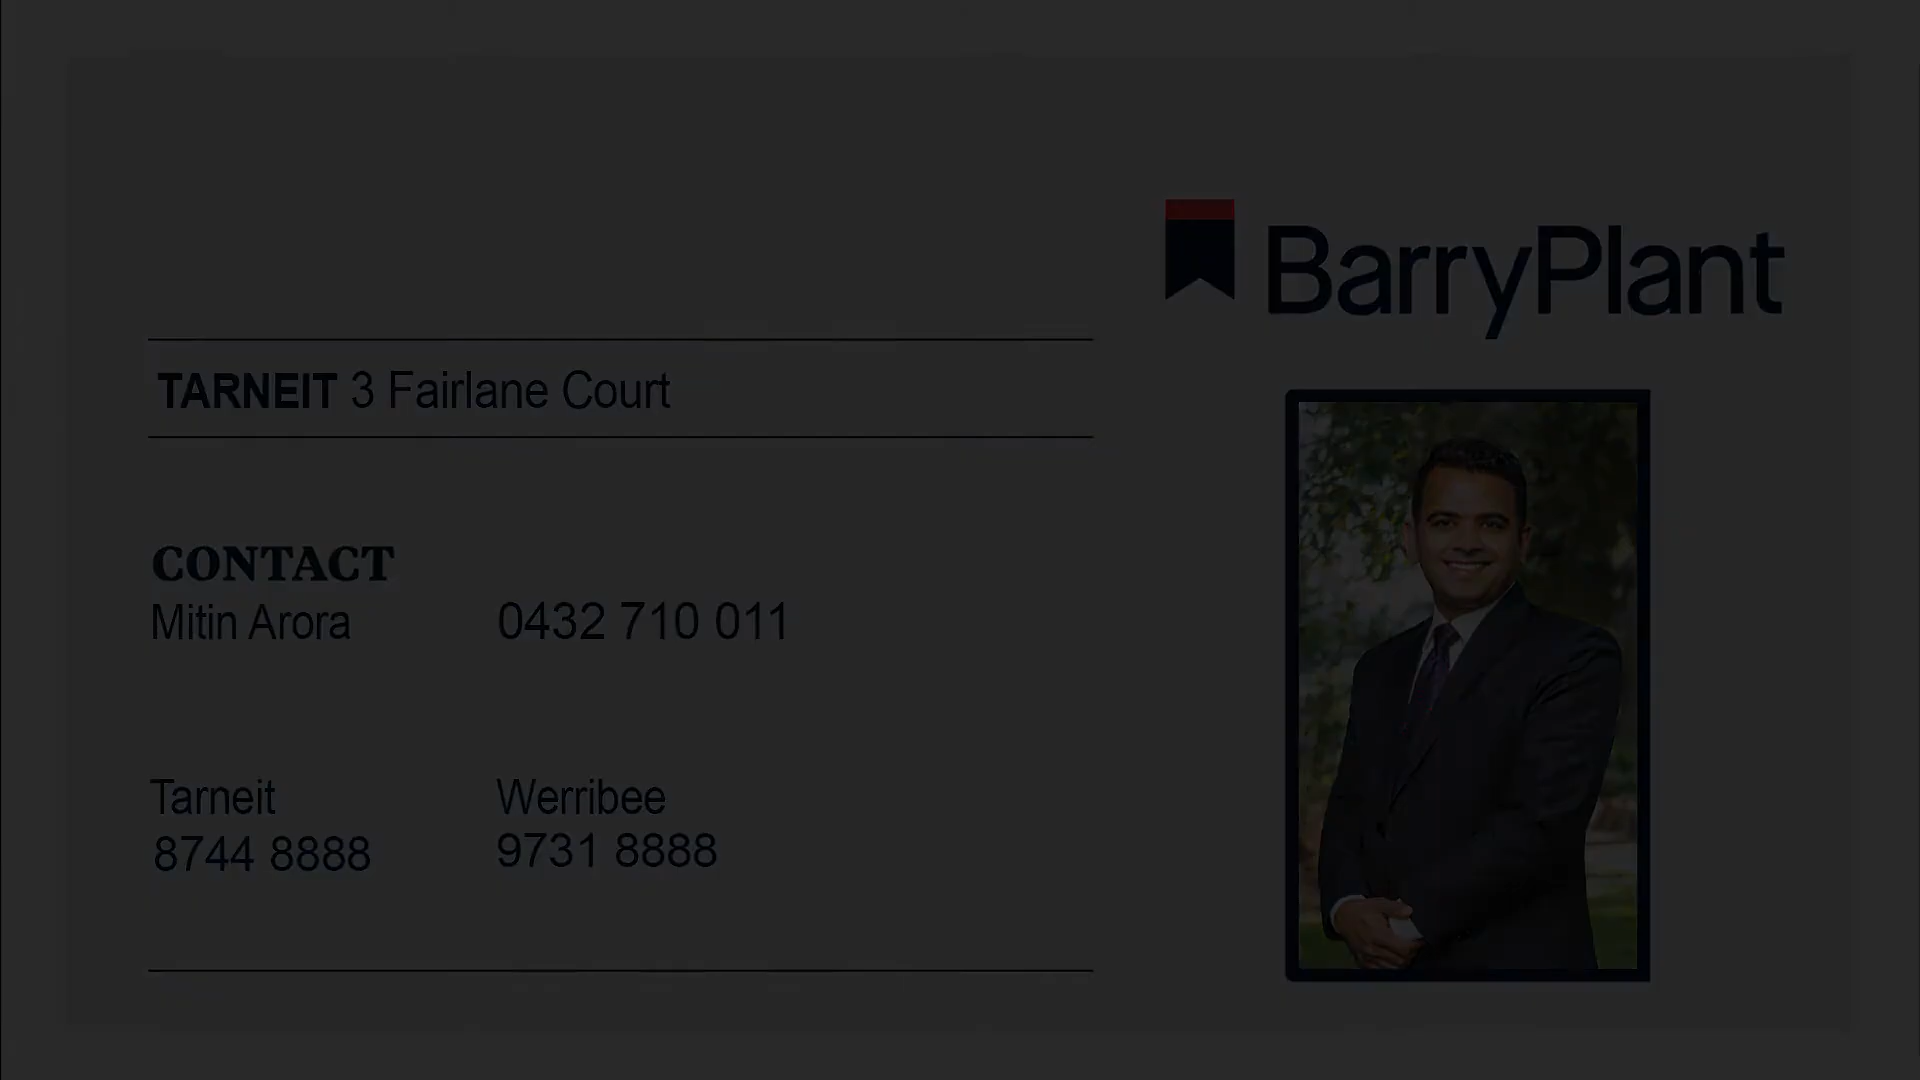 BarryPlant
TARNEIT 3 Fairlane Court
CONTACT
Mitin Arora 0432 710 011
Tarneit Werribee
8744 8888 9731 8888